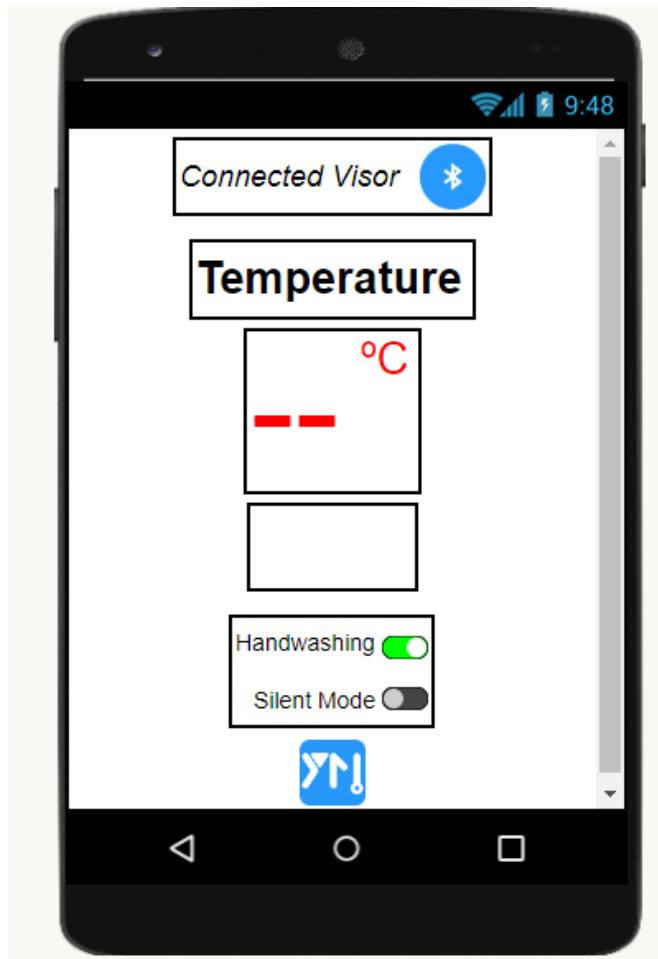 9:48
Connected Visor
Temperature
ºC
--
Handwashing
Silent Mode